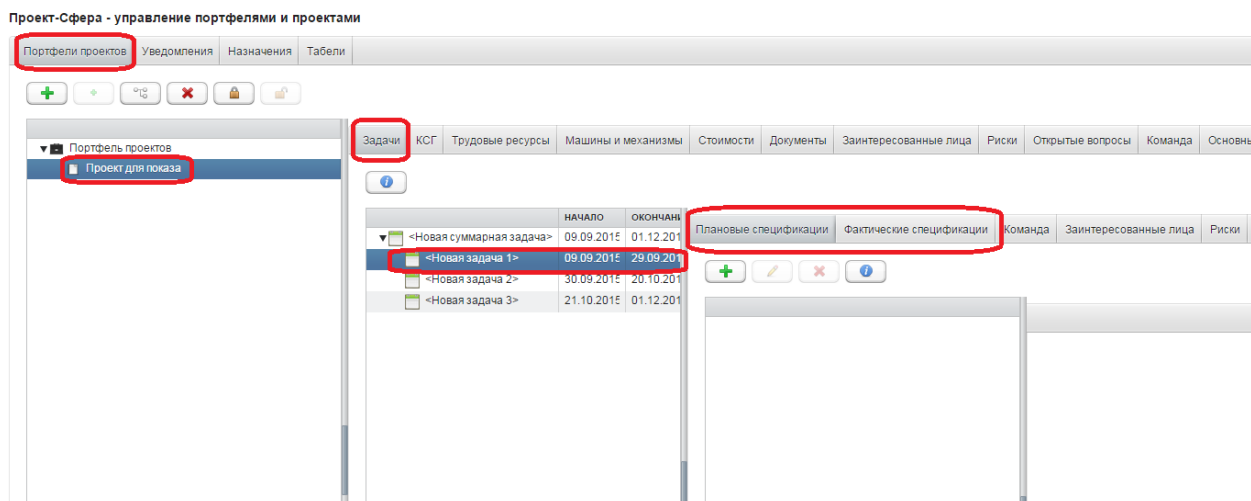 Проект-Сфера - управление портфелями и проектами
Портфели проектов Уведомления Назначения Табели
Задачи КСГ Трудовые ресурсы Машины и механизмы Стоимости Документы Заинтересованные лица Риски Открытые вопросы Команда Основны
Портфель проектов
Проект для показа
НАЧАЛО ОКОНЧАНИ
Плановые спецификации Фактические спецификации Команда Заинтересованные лица Риски
<Новая суммарная задача> 09.09.2015 01.12.201
<Новая задача 1> 09.09.2015 29.09.201
<Новая задача 2> 30.09.2015 20.10.201
<Новая задача 3> 21.10.2015 01.12.201